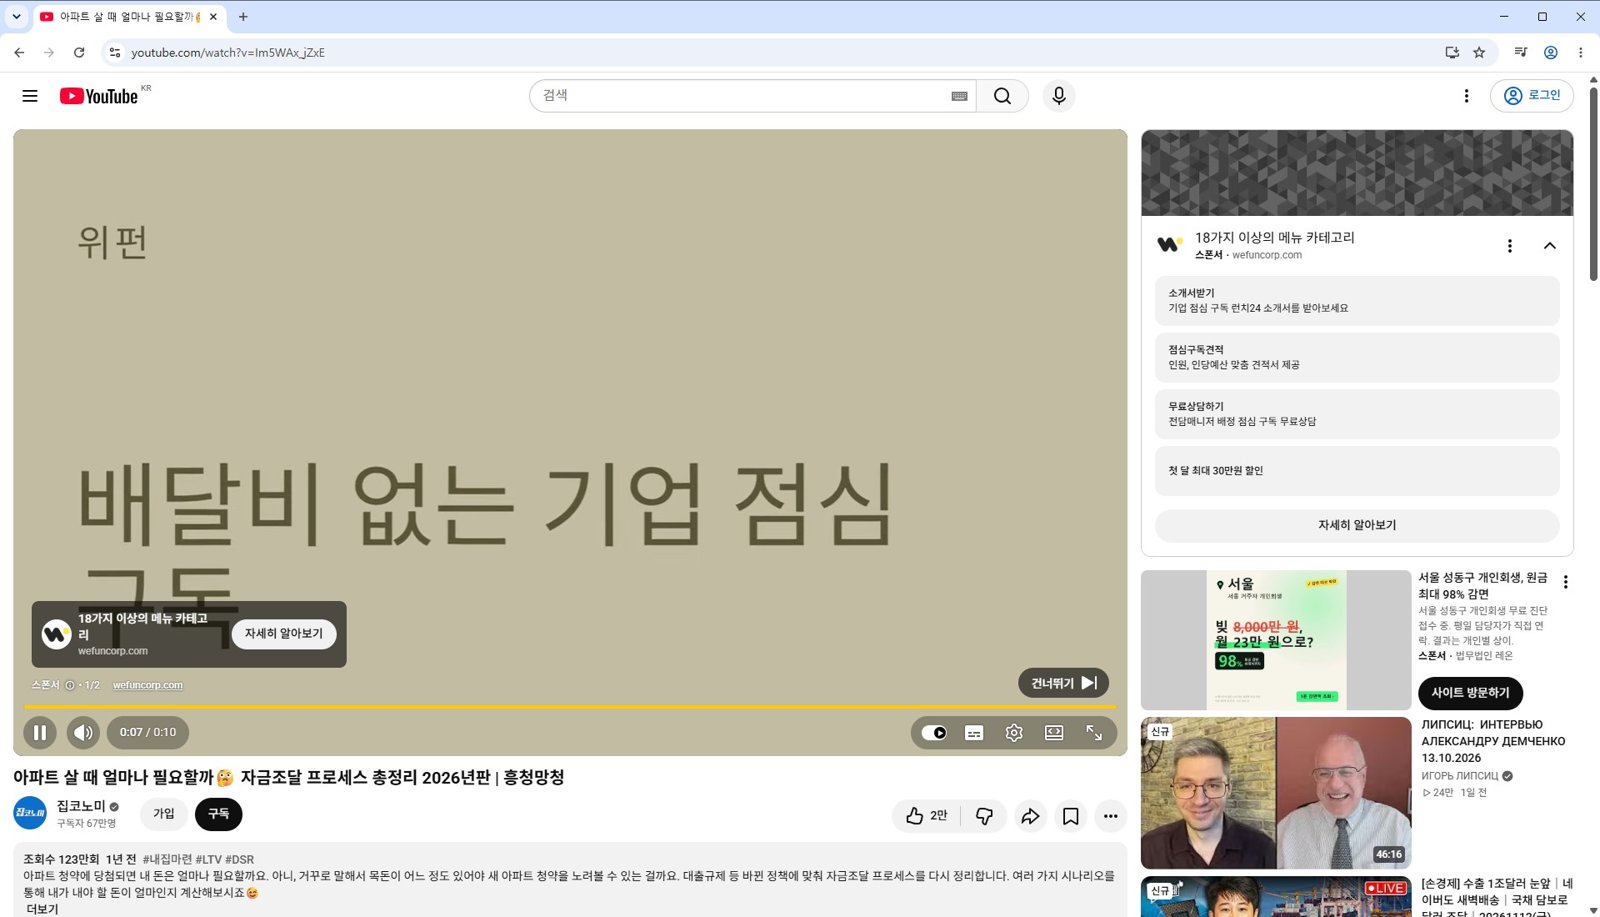 아파트 살 때 얼마나 필요할까
youtube.com/watch?v=Im5WAx_jZxE
YouTube KR
검색
로그인
위펀
배달비 없는 기업 점심
구독
18가지 이상의 메뉴 카테고
리
wefuncorp.com
자세히 알아보기
스폰서 · 1/2 wefuncorp.com
건너뛰기
0:07 / 0:10
아파트 살 때 얼마나 필요할까🤔 자금조달 프로세스 총정리 2026년판 | 흥청망청
집코노미
집코노미
구독자 67만명
가입
구독
2만
조회수 123만회 1년 전 #내집마련 #LTV #DSR
아파트 청약에 당첨되면 내 돈은 얼마나 필요할까요. 아니, 거꾸로 말해서 목돈이 어느 정도 있어야 새 아파트 청약을 노려볼 수 있는 걸까요. 대출규제 등 바뀐 정책에 맞춰 자금조달 프로세스를 다시 정리합니다. 여러 가지 시나리오를
통해 내가 내야 할 돈이 얼마인지 계산해보시죠😄
더보기
18가지 이상의 메뉴 카테고리
스폰서 · wefuncorp.com
소개서받기
기업 점심 구독 런치24 소개서를 받아보세요
점심구독견적
인원, 인당예산 맞춤 견적서 제공
무료상담하기
전담매니저 배정 점심 구독 무료상담
첫 달 최대 30만원 할인
자세히 알아보기
서울
서울 거주자 개인회생
빚 8,000만 원,
월 23만 원으로?
98%
서울 성동구 개인회생, 원금
최대 98% 감면
서울 성동구 개인회생 무료 진단
접수 중. 평일 담당자가 직접 연
락. 결과는 개인별 상이.
스폰서 · 법무법인 레온
사이트 방문하기
신규
46:16
ЛИПСИЦ: ИНТЕРВЬЮ
АЛЕКСАНДРУ ДЕМЧЕНКО
13.10.2026
ИГОРЬ ЛИПСИЦ
24만 1일 전
신규
LIVE
[손경제] 수출 1조달러 눈앞 | 네
이버도 새벽배송 | 국채 담보로